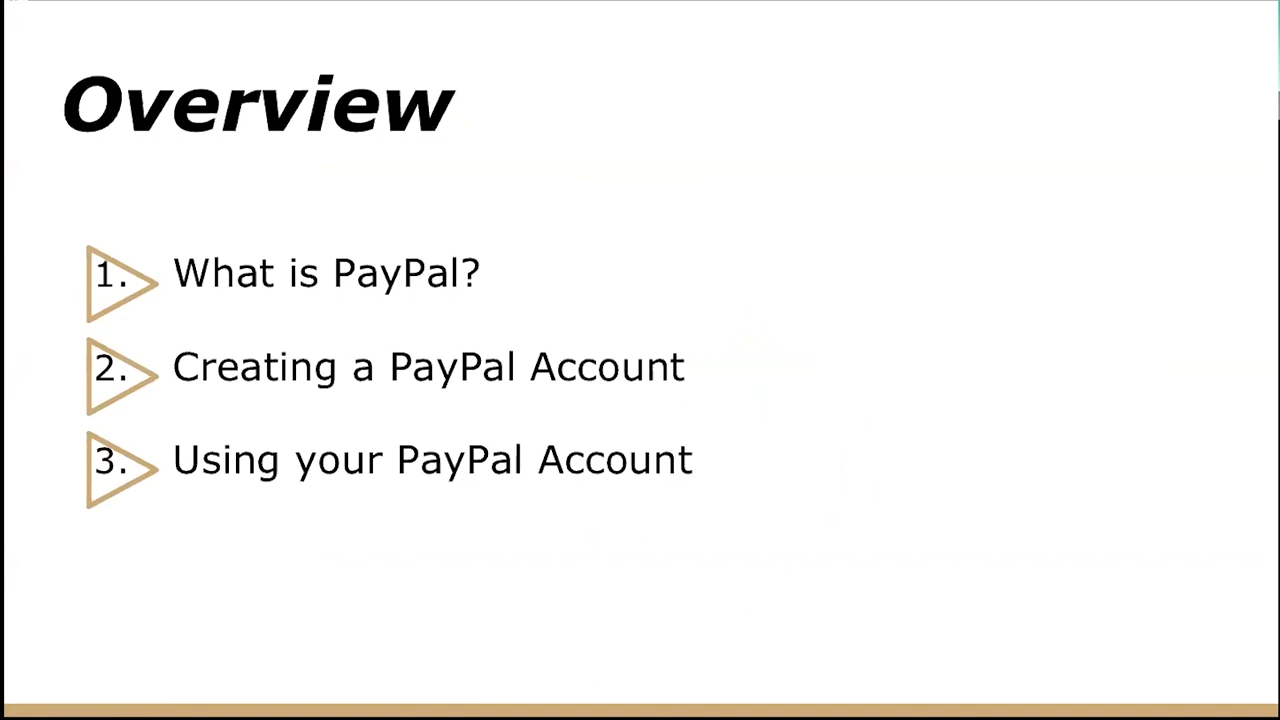 Overview
1. What is PayPal?
2. Creating a PayPal Account
3. Using your PayPal Account